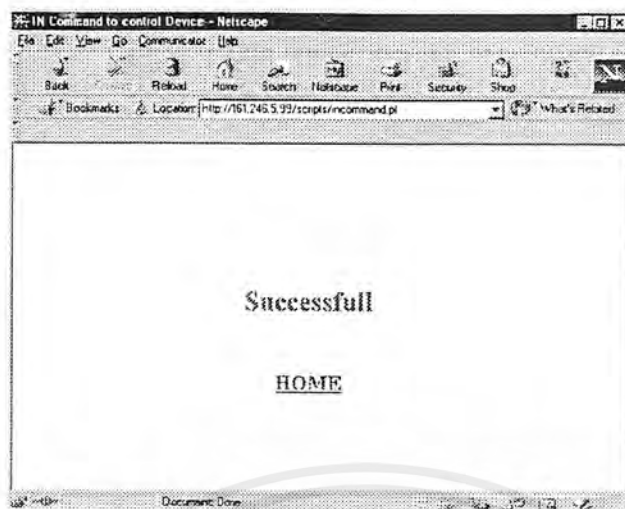 IN Command to control Device - Netscape
File Edit View Go Communicator Help
Back Reload Home Search Netscape Print Security Shop
Bookmarks Location: http://161.246.5.99/scripts/incommand.pl What's Related
Successfull
HOME
Document: Done